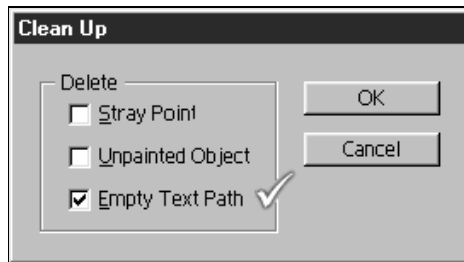 Clean Up
Delete
Stray Point
Unpainted Object
Empty Text Path
OK
Cancel